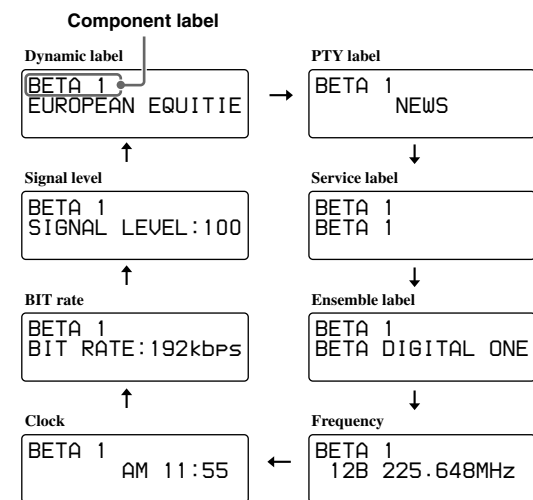 Component label
Dynamic label
BETA 1
EUROPEAN EQUITIE
PTY label
BETA 1
NEWS
Signal level
BETA 1
SIGNAL LEVEL:100
Service label
BETA 1
BETA 1
BIT rate
BETA 1
BIT RATE:192kbps
Ensemble label
BETA 1
BETA DIGITAL ONE
Clock
BETA 1
AM 11:55
Frequency
BETA 1
12B 225.648MHz